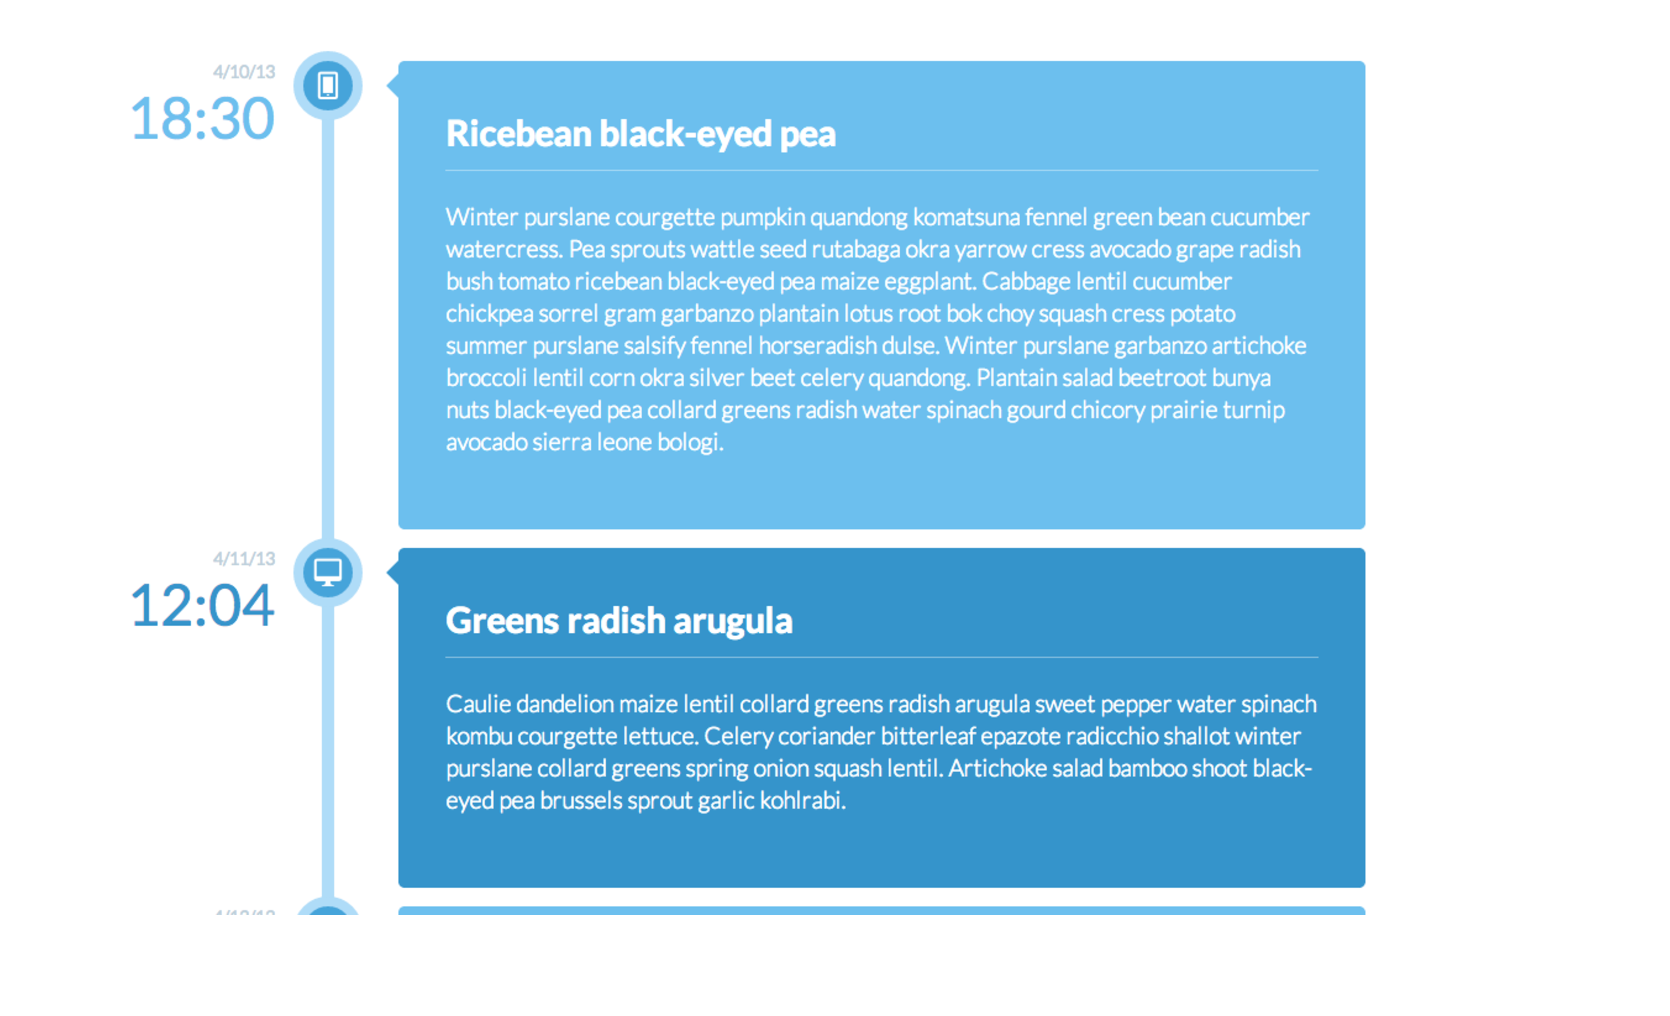 4/10/13
18:30
Ricebean black-eyed pea
Winter purslane courgette pumpkin quandong komatsuna fennel green bean cucumber
watercress. Pea sprouts wattle seed rutabaga okra yarrow cress avocado grape radish
bush tomato ricebean black-eyed pea maize eggplant. Cabbage lentil cucumber
chickpea sorrel gram garbanzo plantain lotus root bok choy squash cress potato
summer purslane salsify fennel horseradish dulse. Winter purslane garbanzo artichoke
broccoli lentil corn okra silver beet celery quandong. Plantain salad beetroot bunya
nuts black-eyed pea collard greens radish water spinach gourd chicory prairie turnip
avocado sierra leone bologi.
4/11/13
12:04
Greens radish arugula
Caulie dandelion maize lentil collard greens radish arugula sweet pepper water spinach
kombu courgette lettuce. Celery coriander bitterleaf epazote radicchio shallot winter
purslane collard greens spring onion squash lentil. Artichoke salad bamboo shoot black-
eyed pea brussels sprout garlic kohlrabi.